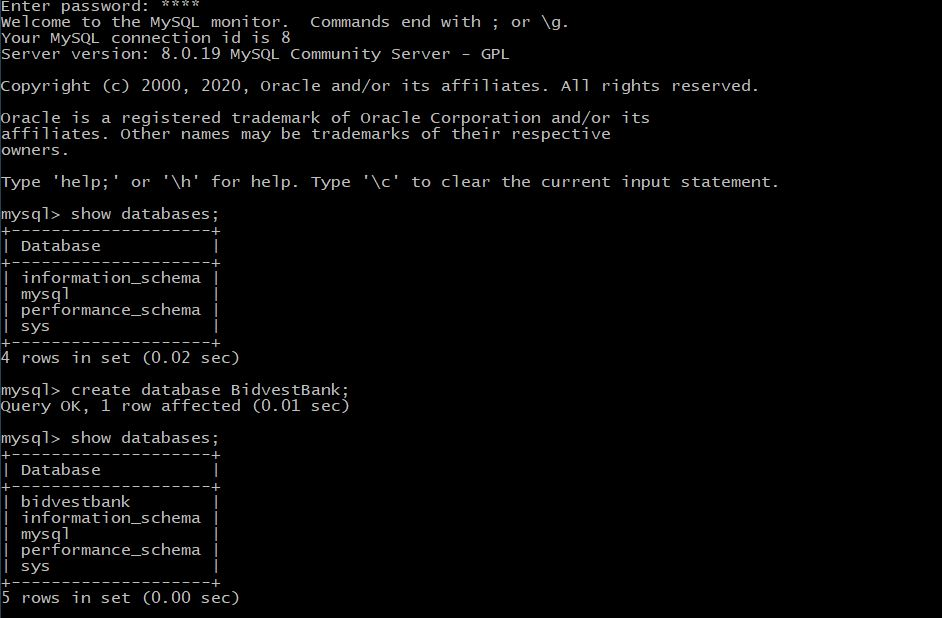 Enter password: ****
Welcome to the MySQL monitor.  Commands end with ; or \g.
Your MySQL connection id is 8
Server version: 8.0.19 MySQL Community Server - GPL
Copyright (c) 2000, 2020, Oracle and/or its affiliates. All rights reserved.
Oracle is a registered trademark of Oracle Corporation and/or its
affiliates. Other names may be trademarks of their respective
owners.
Type 'help;' or '\h' for help. Type '\c' to clear the current input statement.
mysql> show databases;
+--------------------+
| Database           |
+--------------------+
| information_schema |
| mysql              |
| performance_schema |
| sys                |
+--------------------+
4 rows in set (0.02 sec)
mysql> create database BidvestBank;
Query OK, 1 row affected (0.01 sec)
mysql> show databases;
+--------------------+
| Database           |
+--------------------+
| bidvestbank        |
| information_schema |
| mysql              |
| performance_schema |
| sys                |
+--------------------+
5 rows in set (0.00 sec)